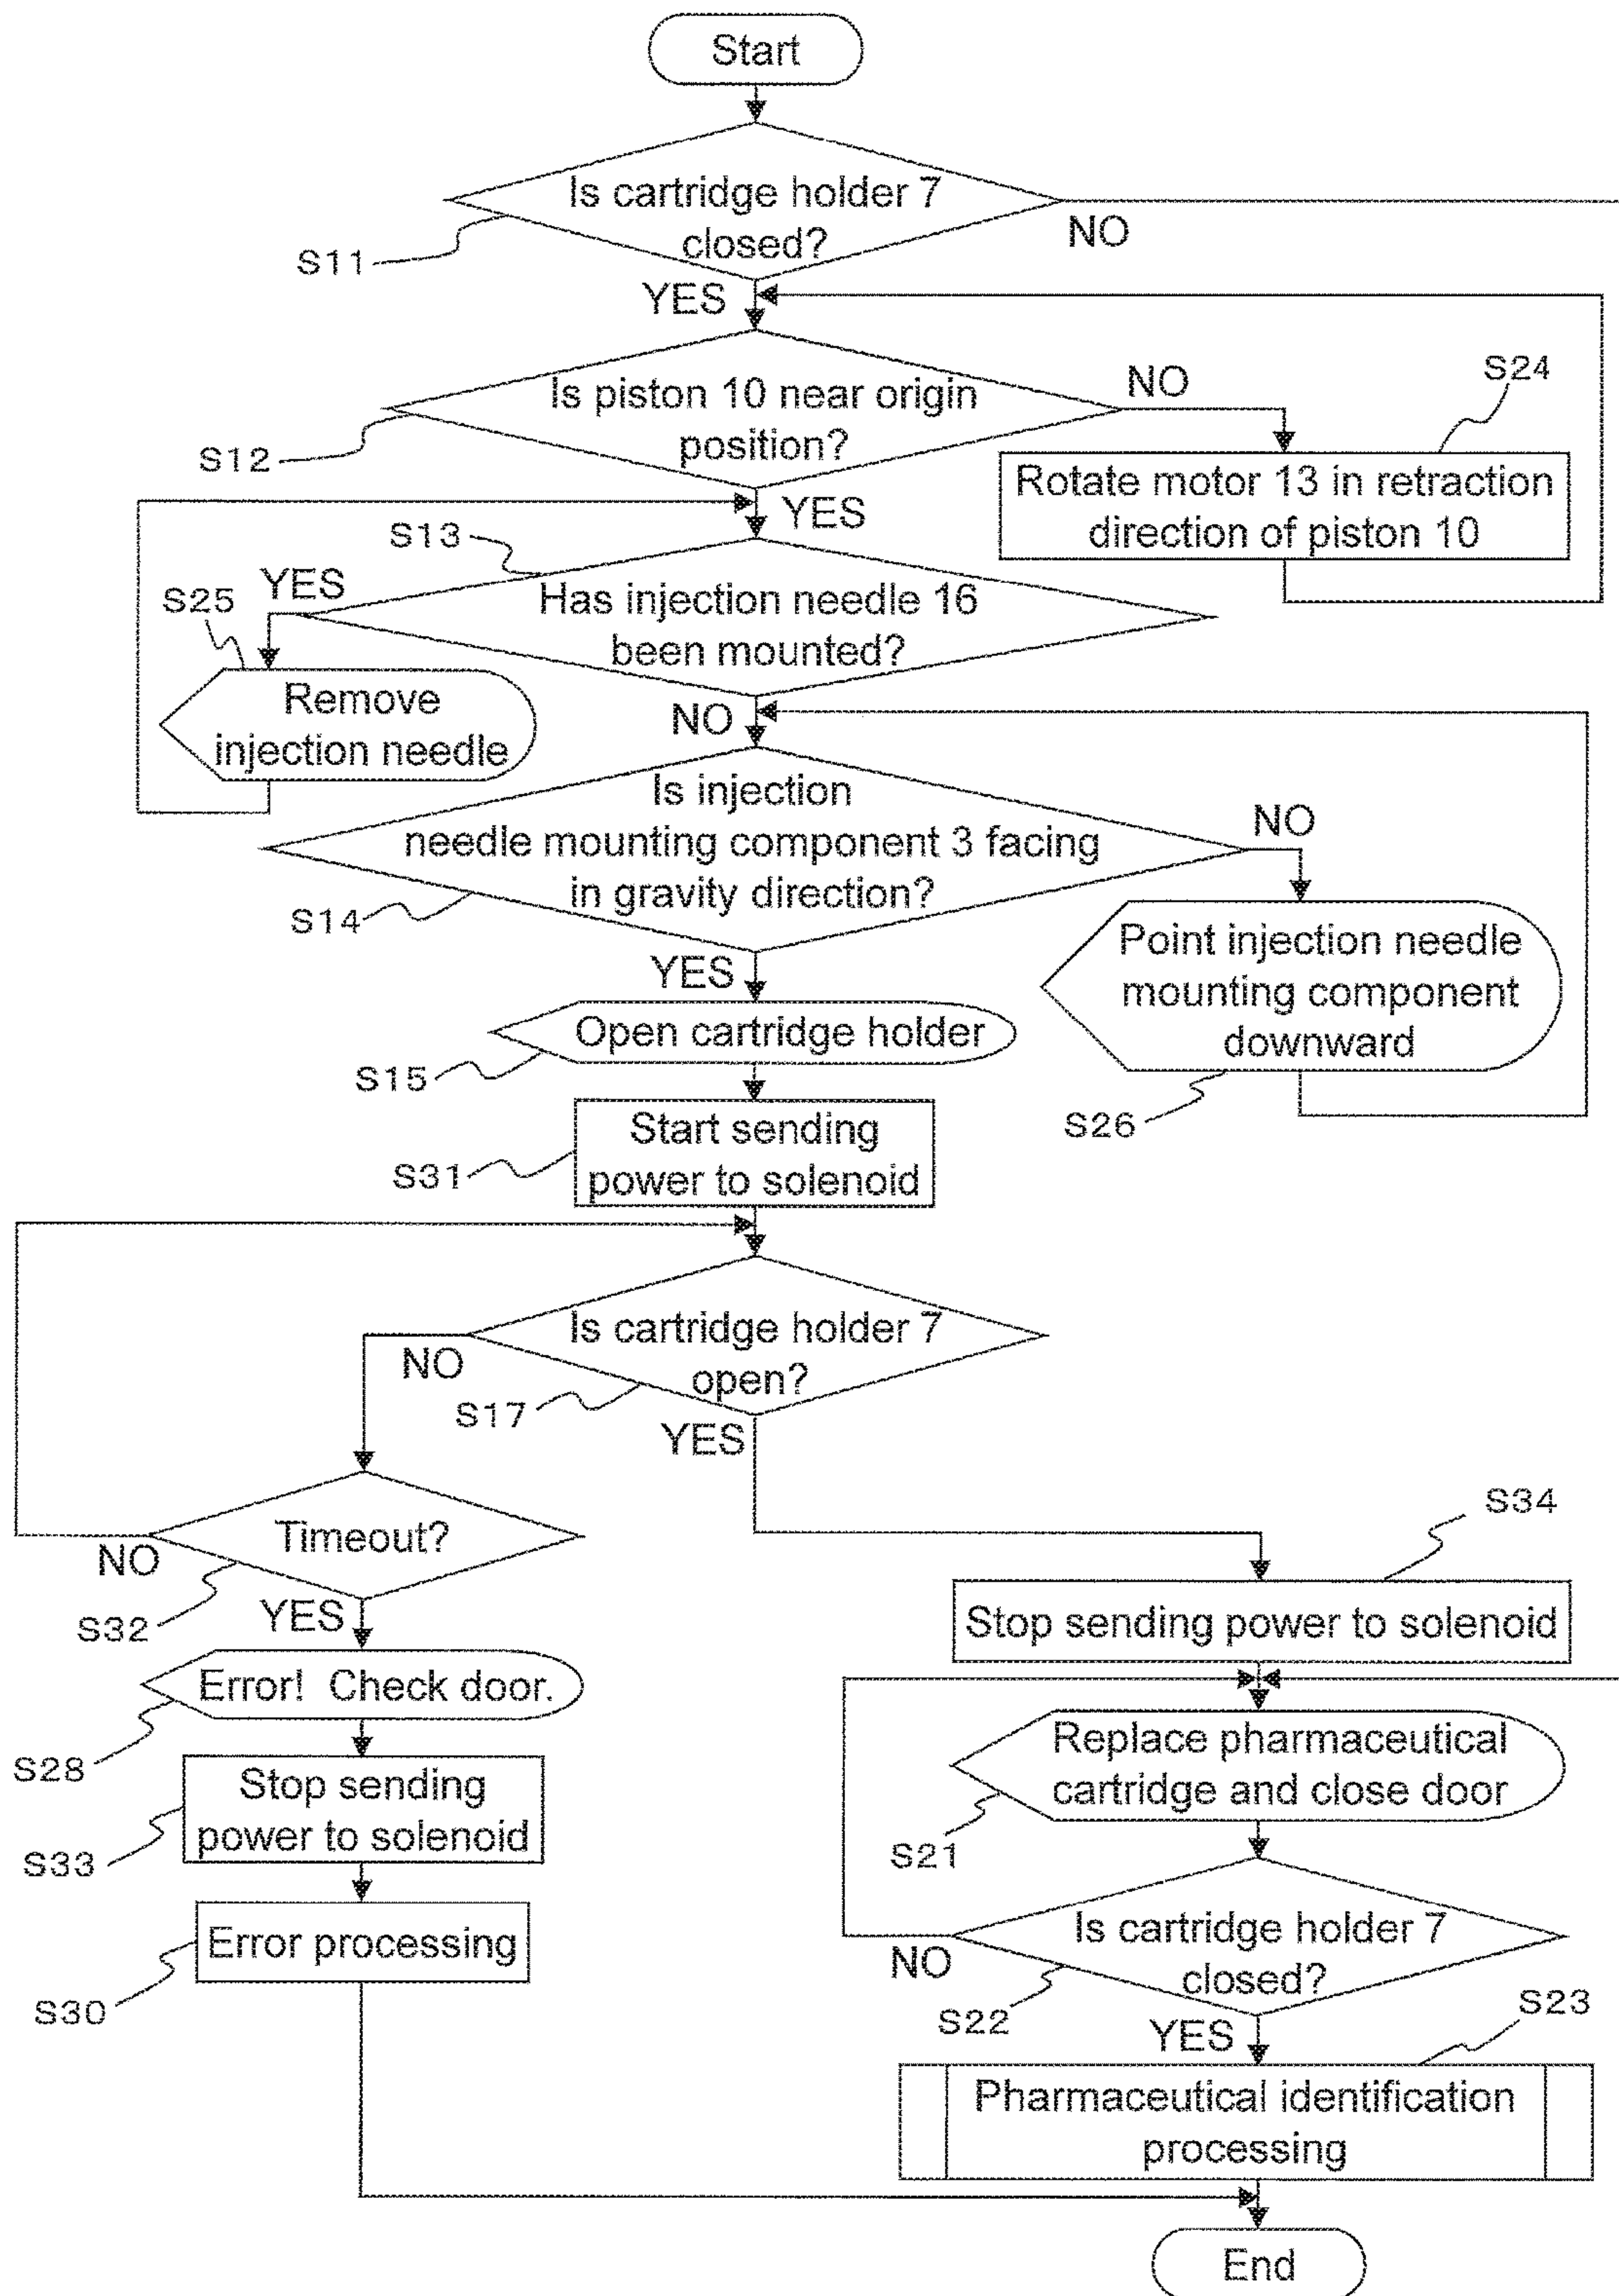 Start
Is cartridge holder 7
closed?
NO
S11
YES
Is piston 10 near origin
position?
NO
S24
S12
Rotate motor 13 in retraction
direction of piston 10
YES
S13
Has injection needle 16
been mounted?
YES
S25
Remove
injection needle
NO
Is injection
needle mounting component 3 facing
in gravity direction?
NO
S14
Point injection needle
mounting component
downward
S26
YES
Open cartridge holder
S15
Start sending
power to solenoid
S31
Is cartridge holder 7
open?
NO
S17
YES
Timeout?
NO
S32
YES
S34
Stop sending power to solenoid
Error! Check door.
S28
Replace pharmaceutical
cartridge and close door
S21
Stop sending
power to solenoid
S33
Is cartridge holder 7
closed?
NO
S22
Error processing
S30
YES
S23
Pharmaceutical identification
processing
End